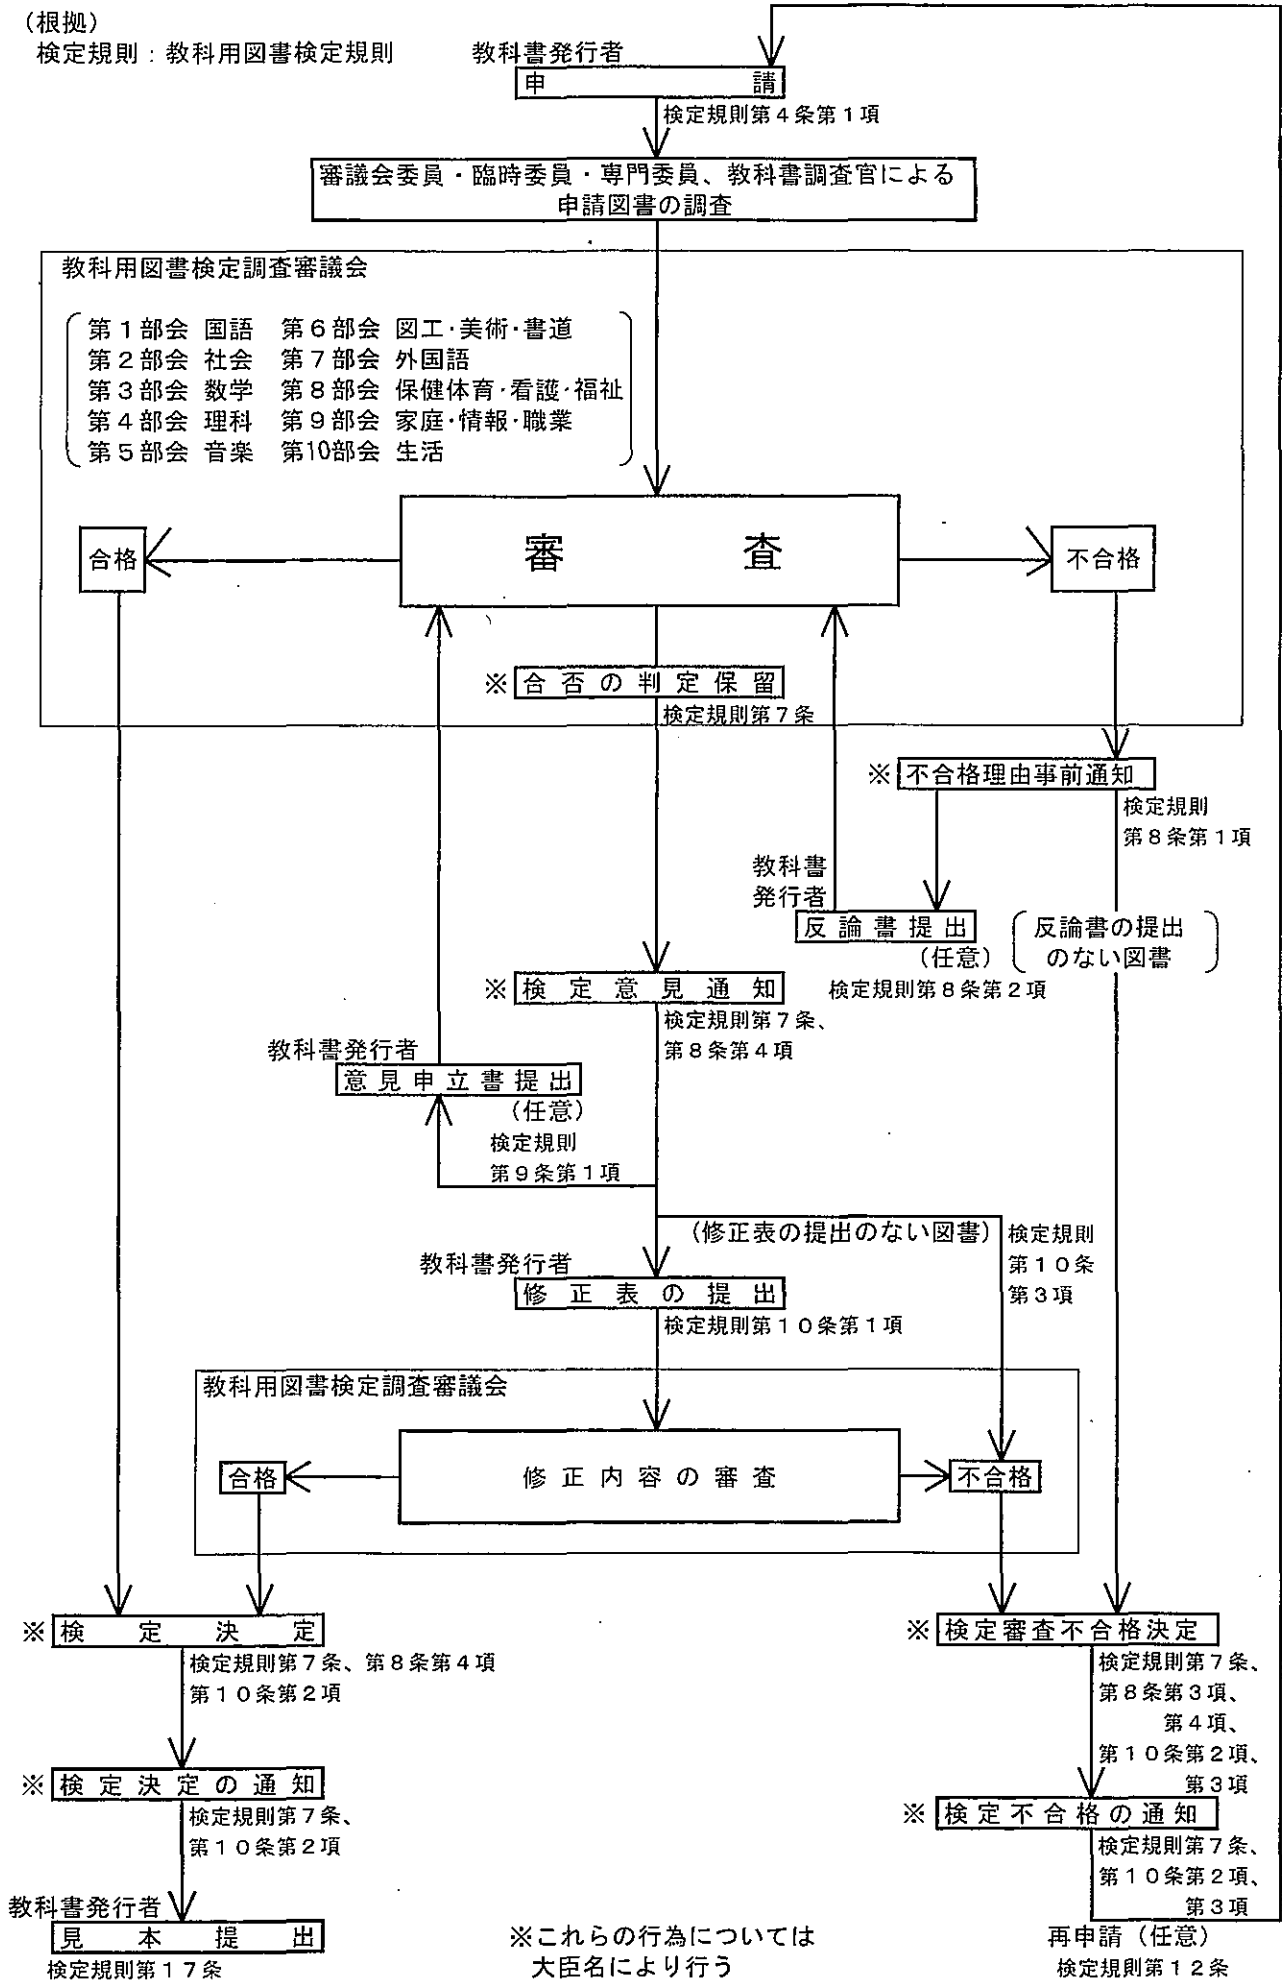 (根拠)
検定規則：教科用図書検定規則
教科書発行者
申請
検定規則第４条第１項
審議会委員・臨時委員・専門委員、教科書調査官による
申請図書の調査
教科用図書検定調査審議会
第１部会 国語 第６部会 図工・美術・書道
第２部会 社会 第７部会 外国語
第３部会 数学 第８部会 保健体育・看護・福祉
第４部会 理科 第９部会 家庭・情報・職業
第５部会 音楽 第10部会 生活
合格
審査
不合格
※合否の判定保留
検定規則第７条
※不合格理由事前通知
検定規則
第８条第１項
教科書
発行者
反論書提出
(任意)
検定規則第８条第２項
反論書の提出
のない図書
※検定意見通知
検定規則第７条、
第８条第４項
教科書発行者
意見申立書提出
(任意)
検定規則
第９条第１項
(修正表の提出のない図書)
検定規則
第１０条
第３項
教科書発行者
修正表の提出
検定規則第１０条第１項
教科用図書検定調査審議会
合格
修正内容の審査
不合格
※検定決定
検定規則第７条、第８条第４項
第１０条第２項
※検定審査不合格決定
検定規則第７条、
第８条第３項、
第４項、
第１０条第２項、
第３項
※検定決定の通知
検定規則第７条、
第１０条第２項
※検定不合格の通知
検定規則第７条、
第１０条第２項、
第３項
教科書発行者
見本提出
検定規則第１７条
※これらの行為については
大臣名により行う
再申請（任意）
検定規則第１２条